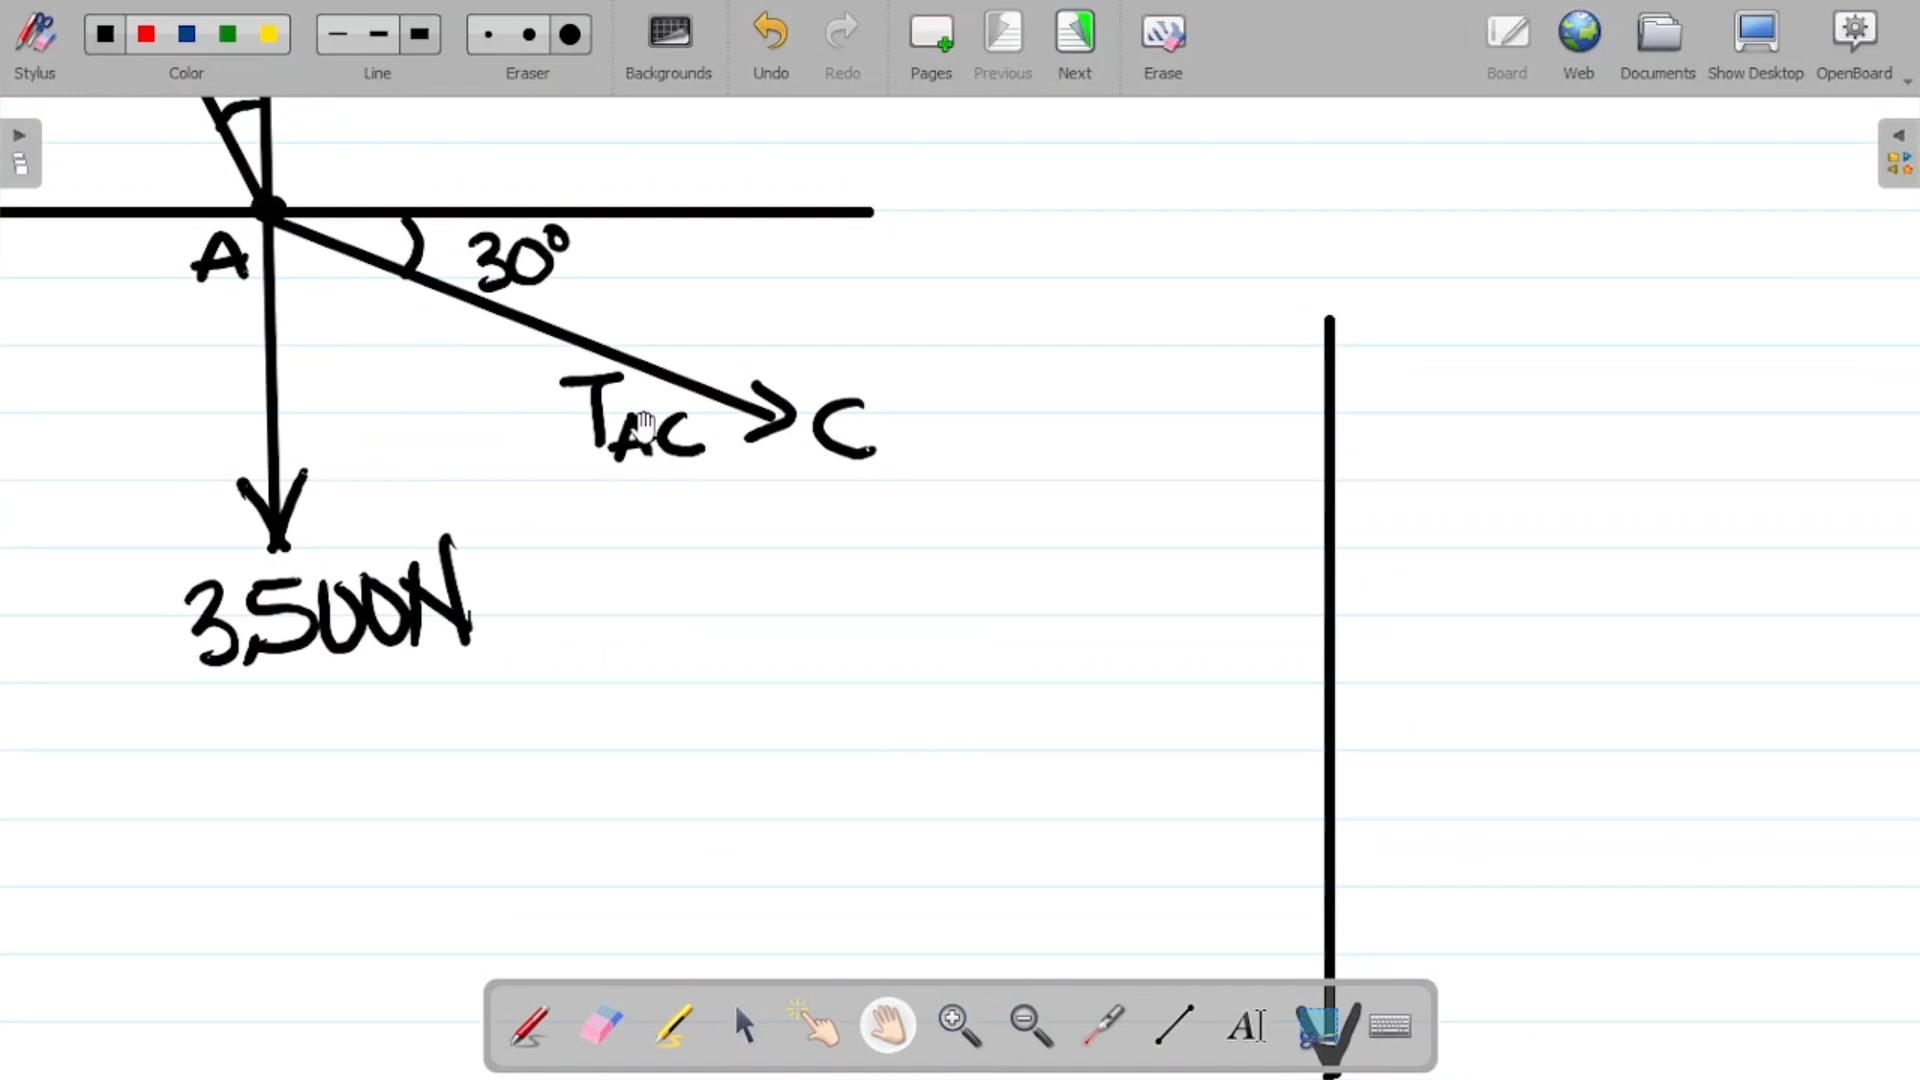 Stylus
Color
Line
Eraser
Backgrounds
Undo
Redo
Pages
Previous
Next
Erase
Board
Web
Documents
Show Desktop
OpenBoard
A
30°
TAC
C
3,500N